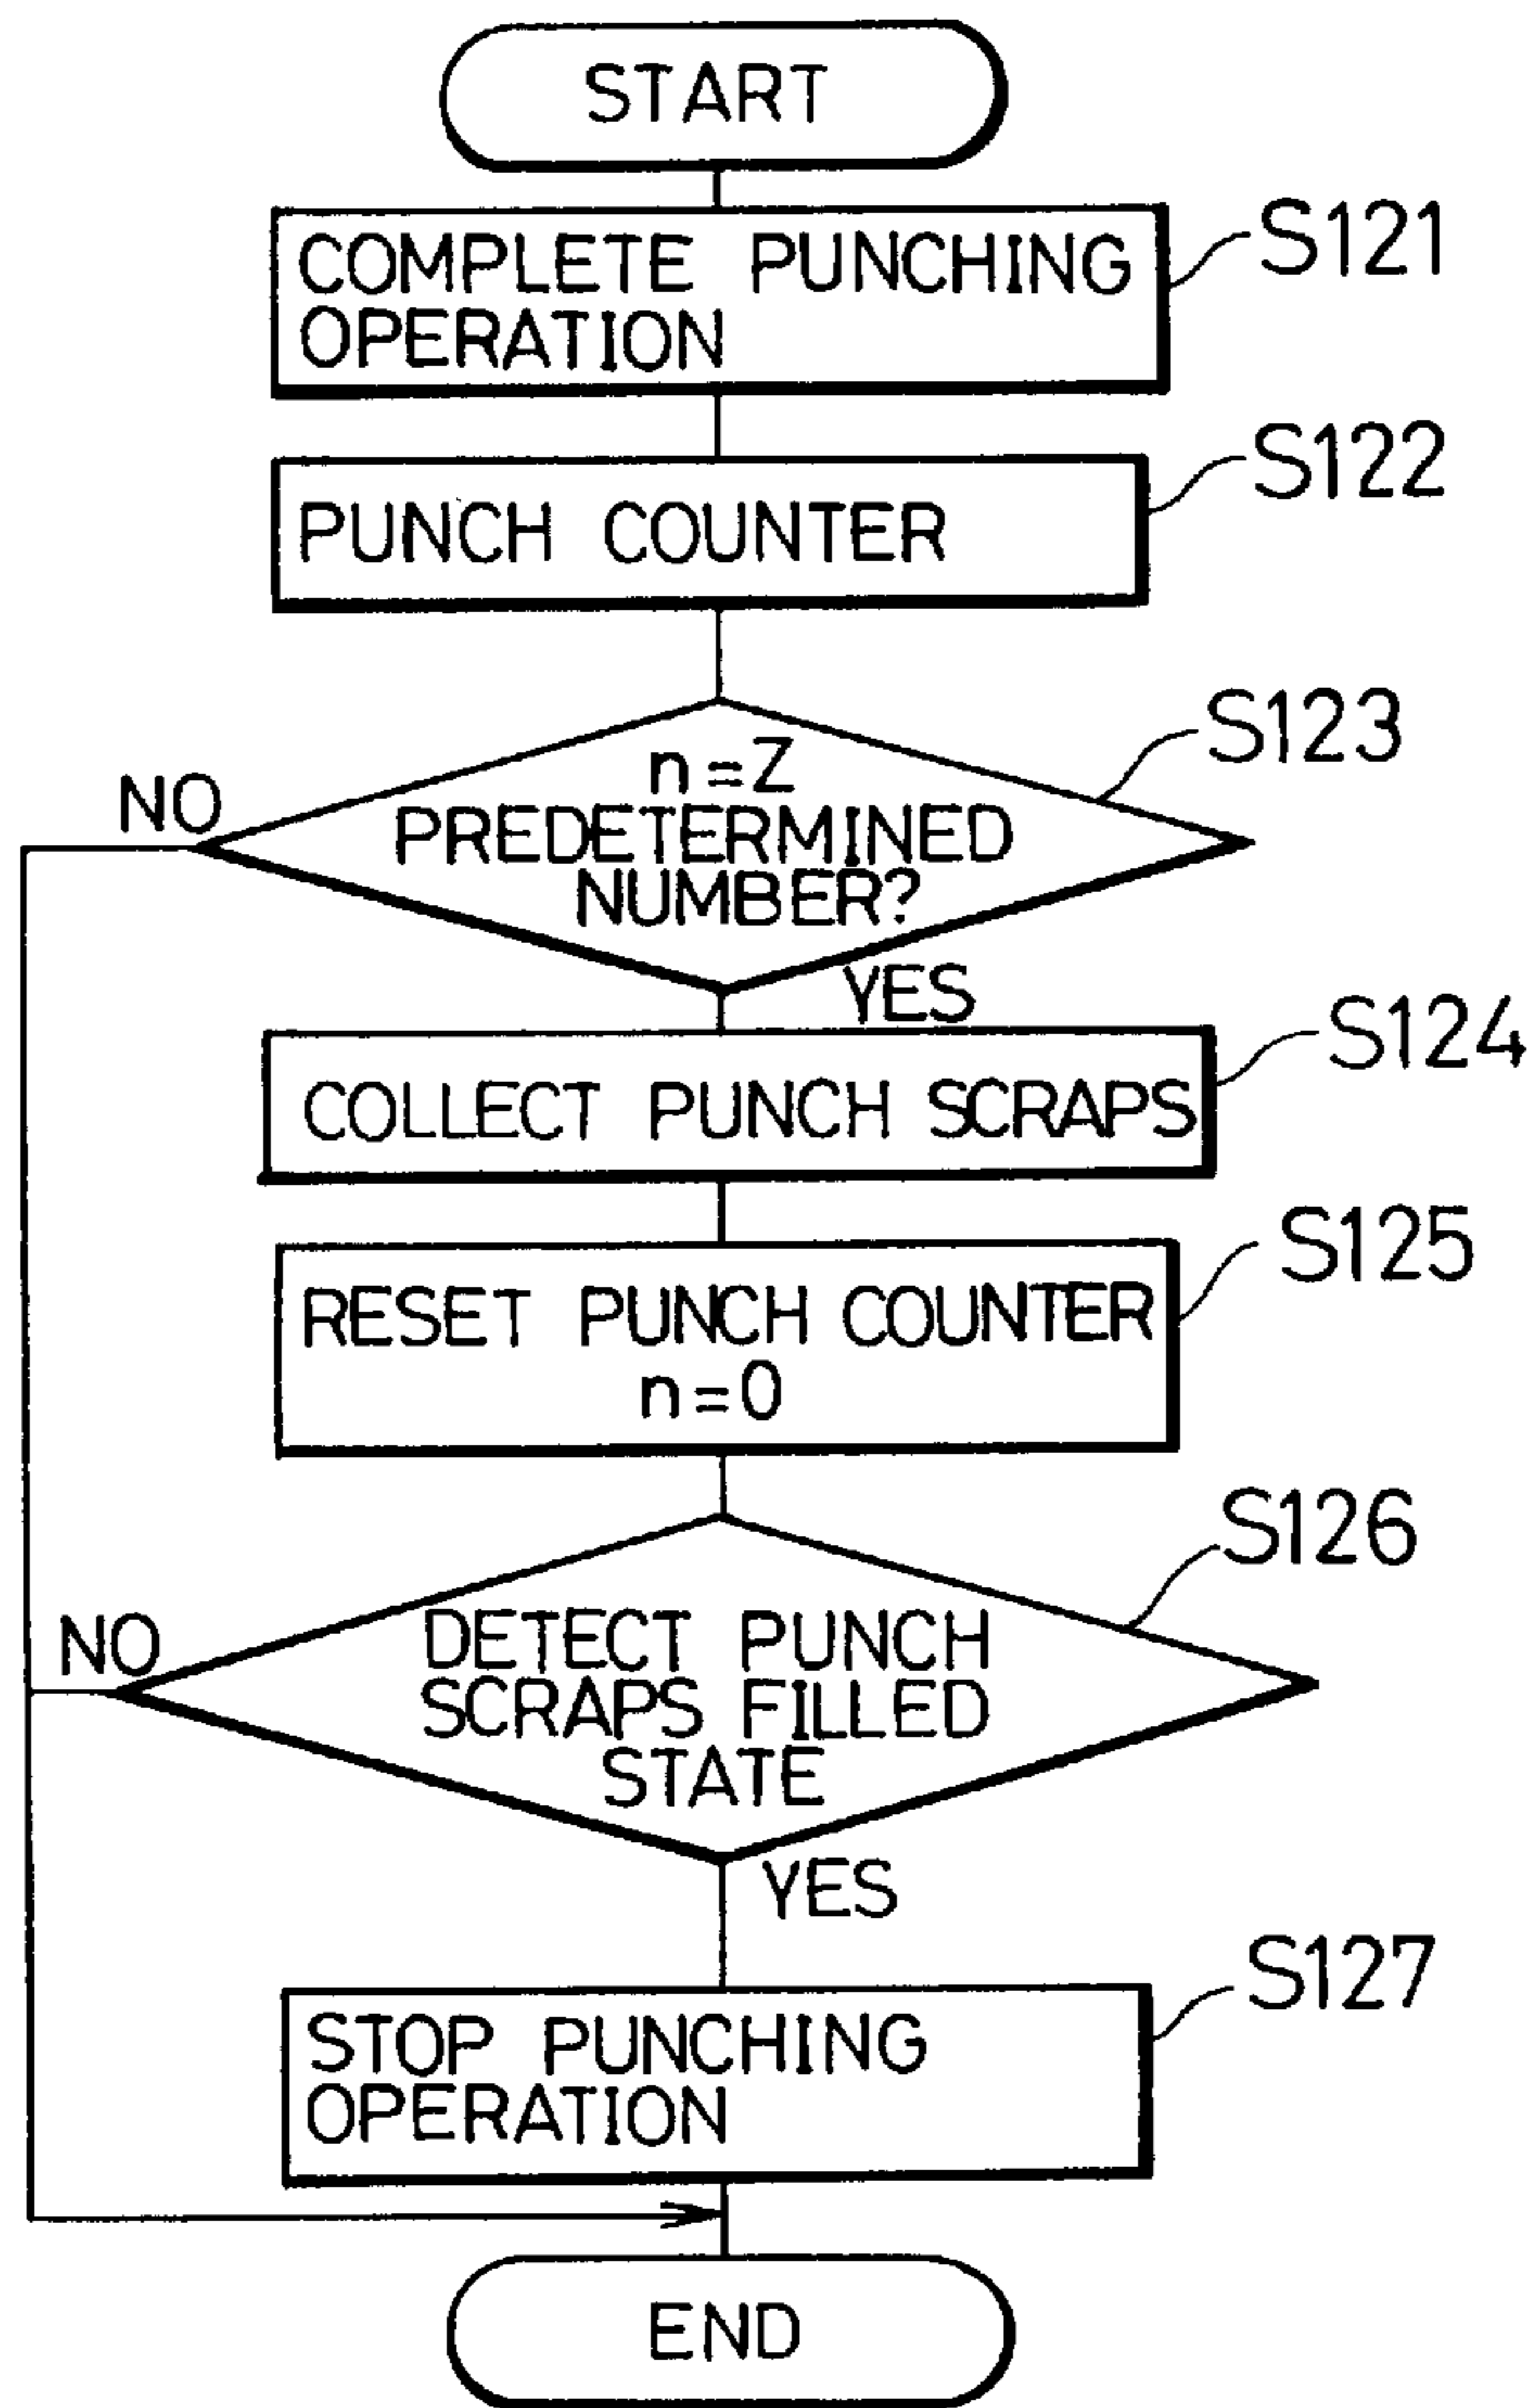 START
COMPLETE PUNCHING
OPERATION
S121
PUNCH COUNTER
S122
n=Z
PREDETERMINED
NUMBER?
S123
NO
YES
COLLECT PUNCH SCRAPS
S124
RESET PUNCH COUNTER
n=0
S125
DETECT PUNCH
SCRAPS FILLED
STATE
S126
NO
YES
STOP PUNCHING
OPERATION
S127
END